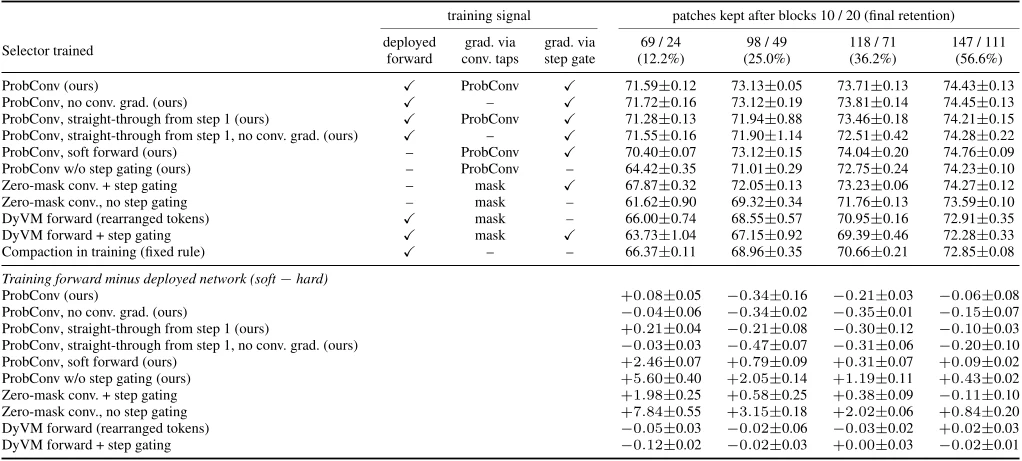 training signal patches kept after blocks 10 / 20 (final retention)
Selector trained deployed forward grad. via conv. taps grad. via step gate 69 / 24 (12.2%) 98 / 49 (25.0%) 118 / 71 (36.2%) 147 / 111 (56.6%)
ProbConv (ours) ✓ ProbConv ✓ 71.59±0.12 73.13±0.05 73.71±0.13 74.43±0.13
ProbConv, no conv. grad. (ours) ✓ – ✓ 71.72±0.16 73.12±0.19 73.81±0.14 74.45±0.13
ProbConv, straight-through from step 1 (ours) ✓ ProbConv ✓ 71.28±0.13 71.94±0.88 73.46±0.18 74.21±0.15
ProbConv, straight-through from step 1, no conv. grad. (ours) ✓ – ✓ 71.55±0.16 71.90±1.14 72.51±0.42 74.28±0.22
ProbConv, soft forward (ours) – ProbConv ✓ 70.40±0.07 73.12±0.15 74.04±0.20 74.76±0.09
ProbConv w/o step gating (ours) – ProbConv – 64.42±0.35 71.01±0.29 72.75±0.24 74.23±0.10
Zero-mask conv. + step gating – mask ✓ 67.87±0.32 72.05±0.13 73.23±0.06 74.27±0.12
Zero-mask conv., no step gating – mask – 61.62±0.90 69.32±0.34 71.76±0.13 73.59±0.10
DyVM forward (rearranged tokens) ✓ mask – 66.00±0.74 68.55±0.57 70.95±0.16 72.91±0.35
DyVM forward + step gating ✓ mask ✓ 63.73±1.04 67.15±0.92 69.39±0.46 72.28±0.33
Compaction in training (fixed rule) ✓ – – 66.37±0.11 68.96±0.35 70.66±0.21 72.85±0.08
Training forward minus deployed network (soft − hard)
ProbConv (ours) +0.08±0.05 −0.34±0.16 −0.21±0.03 −0.06±0.08
ProbConv, no conv. grad. (ours) −0.04±0.06 −0.34±0.02 −0.35±0.01 −0.15±0.07
ProbConv, straight-through from step 1 (ours) +0.21±0.04 −0.21±0.08 −0.30±0.12 −0.10±0.03
ProbConv, straight-through from step 1, no conv. grad. (ours) −0.03±0.03 −0.47±0.07 −0.31±0.06 −0.20±0.10
ProbConv, soft forward (ours) +2.46±0.07 +0.79±0.09 +0.31±0.07 +0.09±0.02
ProbConv w/o step gating (ours) +5.60±0.40 +2.05±0.14 +1.19±0.11 +0.43±0.02
Zero-mask conv. + step gating +1.98±0.25 +0.58±0.25 +0.38±0.09 −0.11±0.10
Zero-mask conv., no step gating +7.84±0.55 +3.15±0.18 +2.02±0.06 +0.84±0.20
DyVM forward (rearranged tokens) −0.05±0.03 −0.02±0.06 −0.03±0.02 +0.02±0.03
DyVM forward + step gating −0.12±0.02 −0.02±0.03 +0.00±0.03 −0.02±0.01